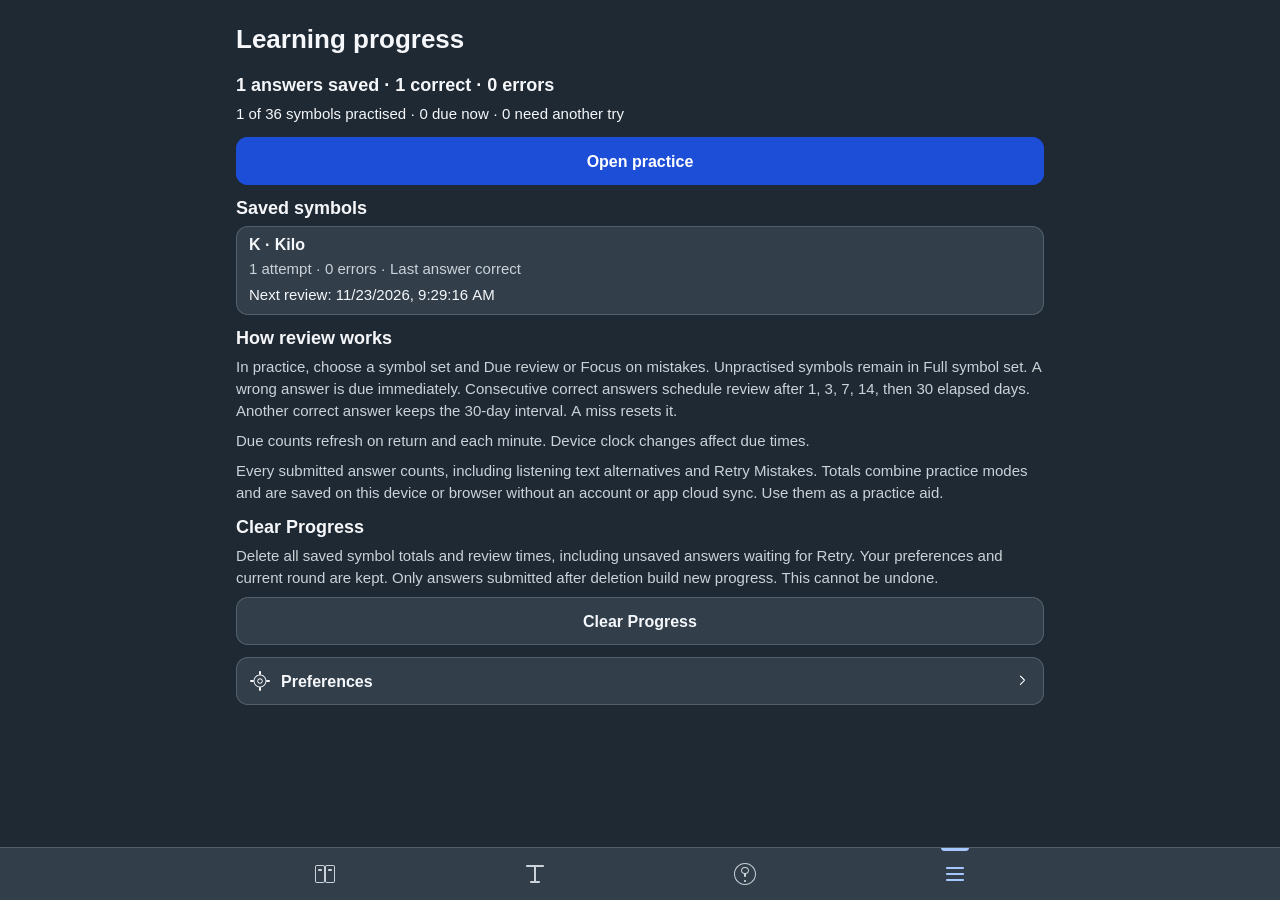 Learning progress
1 answers saved · 1 correct · 0 errors
1 of 36 symbols practised · 0 due now · 0 need another try
Open practice
Saved symbols
K · Kilo
1 attempt · 0 errors · Last answer correct
Next review: 11/23/2026, 9:29:16 AM
How review works
In practice, choose a symbol set and Due review or Focus on mistakes. Unpractised symbols remain in Full symbol set. A
wrong answer is due immediately. Consecutive correct answers schedule review after 1, 3, 7, 14, then 30 elapsed days.
Another correct answer keeps the 30-day interval. A miss resets it.
Due counts refresh on return and each minute. Device clock changes affect due times.
Every submitted answer counts, including listening text alternatives and Retry Mistakes. Totals combine practice modes
and are saved on this device or browser without an account or app cloud sync. Use them as a practice aid.
Clear Progress
Delete all saved symbol totals and review times, including unsaved answers waiting for Retry. Your preferences and
current round are kept. Only answers submitted after deletion build new progress. This cannot be undone.
Clear Progress
Preferences